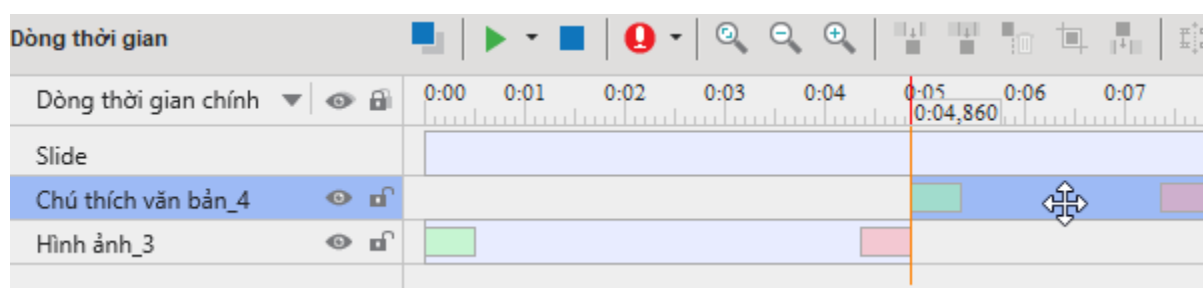 Dòng thời gian
Dòng thời gian chính
0:00 0:01 0:02 0:03 0:04 0:05 0:06 0:07
0:04,860
Slide
Chú thích văn bản_4
Hình ảnh_3